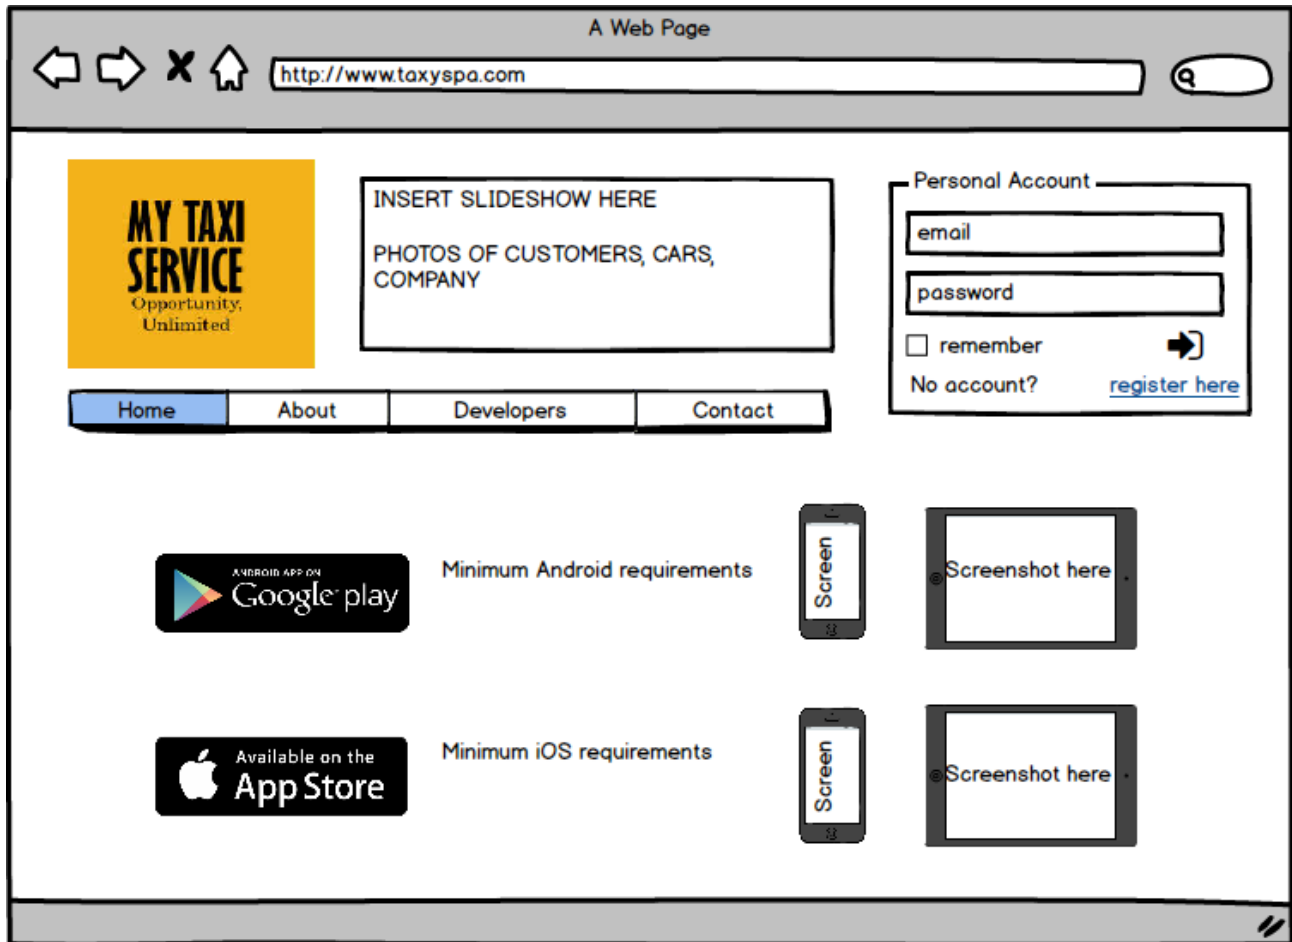 A Web Page
http://www.taxyspa.com
MY TAXI
SERVICE
Opportunity,
Unlimited
INSERT SLIDESHOW HERE
PHOTOS OF CUSTOMERS, CARS,
COMPANY
Personal Account
email
password
remember
No account? register here
Home About Developers Contact
ANDROID APP ON
Google play
Minimum Android requirements
Screen
Screenshot here
Available on the
App Store
Minimum iOS requirements
Screen
Screenshot here